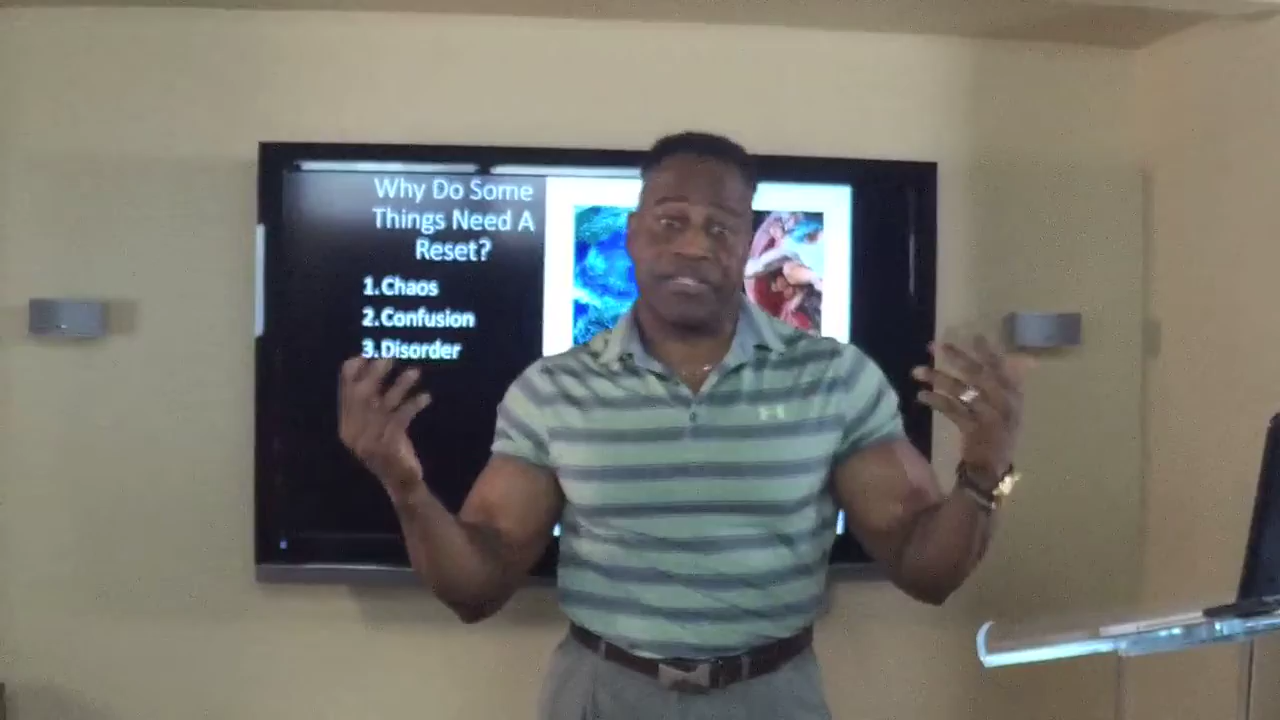 Why Do Some
Things Need A
Reset?
1. Chaos
2. Confusion
3. Disorder